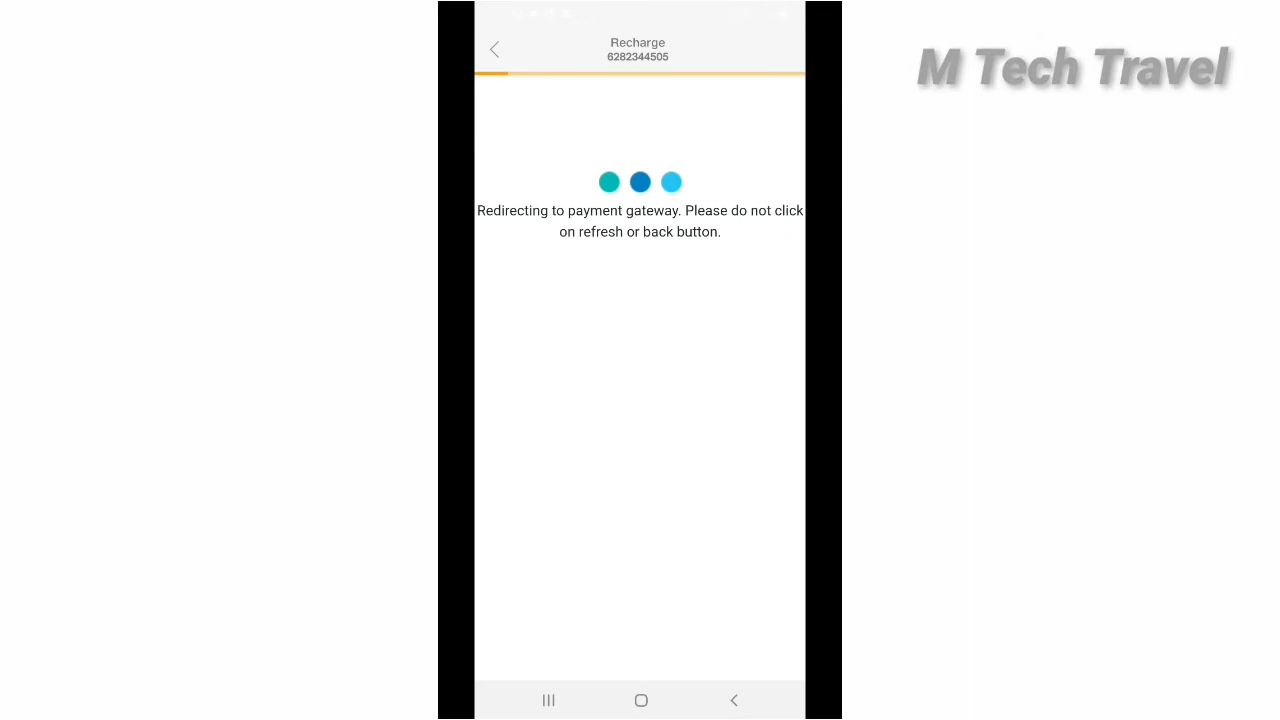 Recharge
6282344505
M Tech Travel
Redirecting to payment gateway. Please do not click
on refresh or back button.